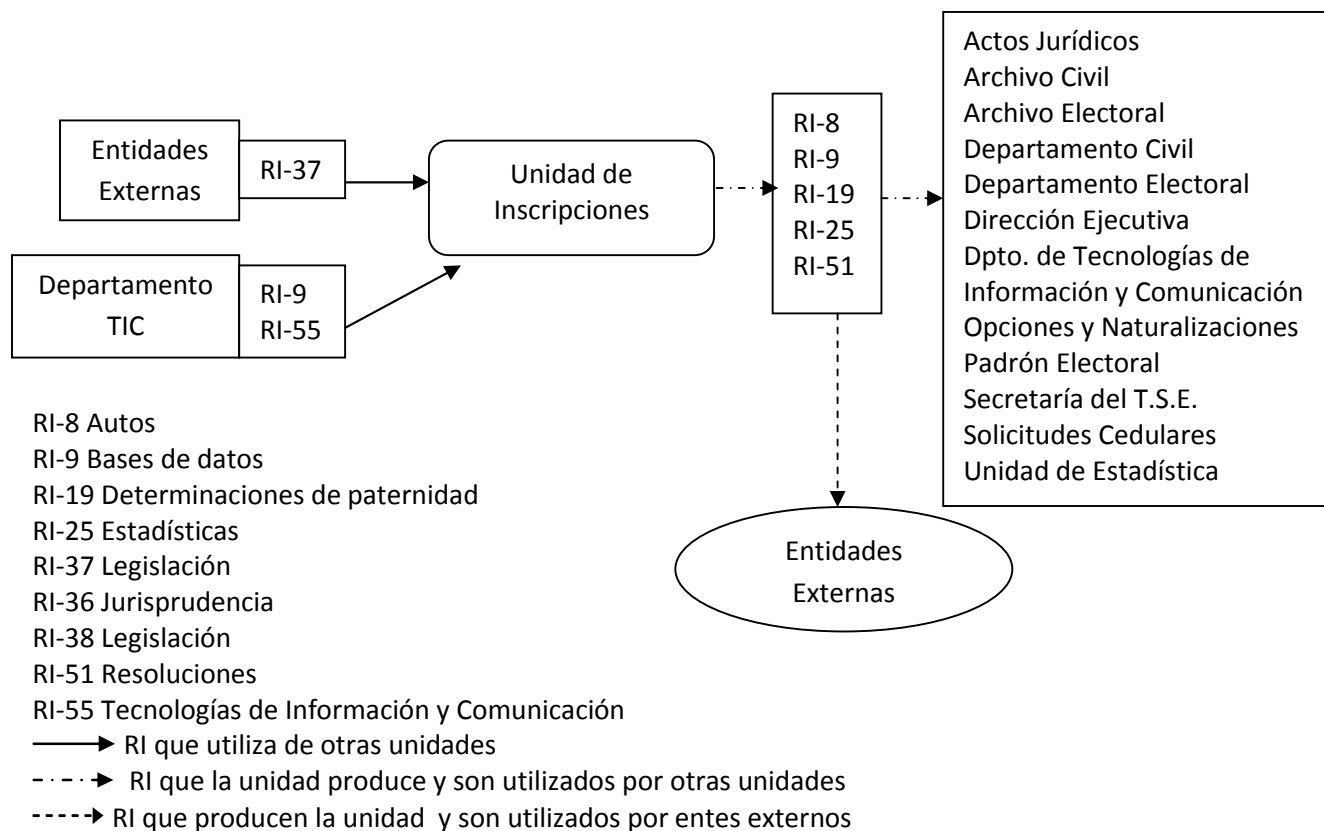 Entidades
Externas
RI-37
Departamento
TIC
RI-9
RI-55
Unidad de
Inscripciones
RI-8
RI-9
RI-19
RI-25
RI-51
Actos Jurídicos
Archivo Civil
Archivo Electoral
Departamento Civil
Departamento Electoral
Dirección Ejecutiva
Dpto. de Tecnologías de
Información y Comunicación
Opciones y Naturalizaciones
Padrón Electoral
Secretaría del T.S.E.
Solicitudes Cedulares
Unidad de Estadística
Entidades
Externas
RI-8 Autos
RI-9 Bases de datos
RI-19 Determinaciones de paternidad
RI-25 Estadísticas
RI-37 Legislación
RI-36 Jurisprudencia
RI-38 Legislación
RI-51 Resoluciones
RI-55 Tecnologías de Información y Comunicación
RI que utiliza de otras unidades
RI que la unidad produce y son utilizados por otras unidades
RI que producen la unidad y son utilizados por entes externos